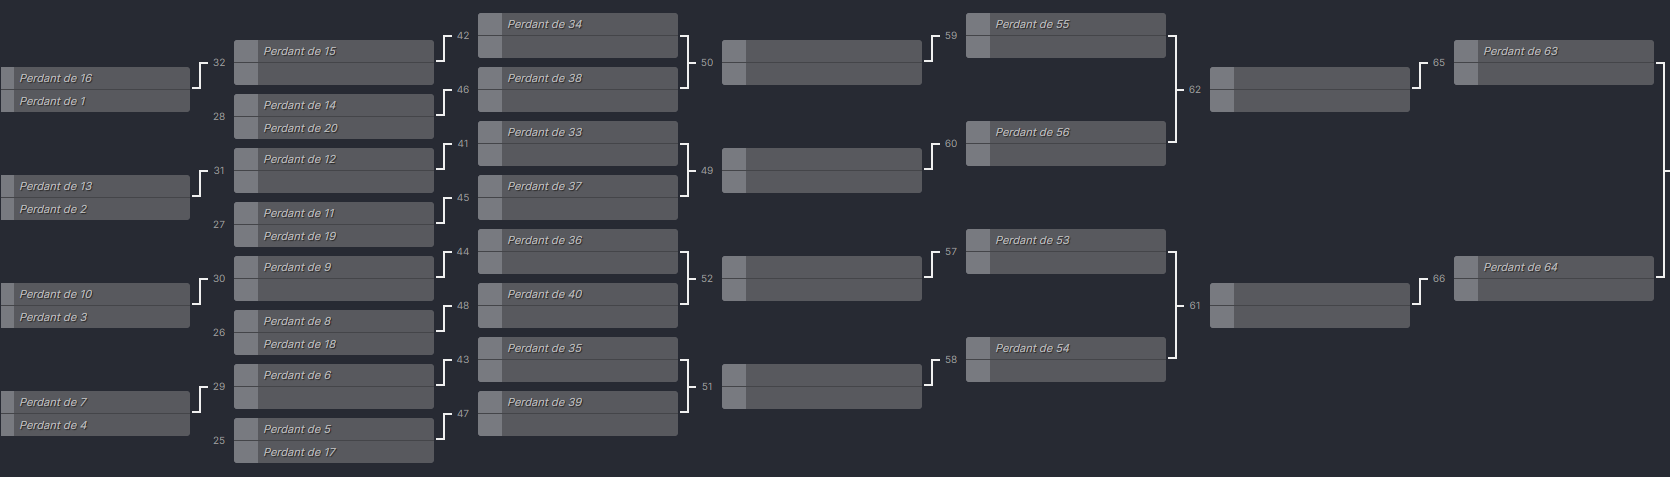 Perdant de 16
Perdant de 1
Perdant de 13
Perdant de 2
Perdant de 10
Perdant de 3
Perdant de 7
Perdant de 4
32
Perdant de 15
28
Perdant de 14
Perdant de 20
31
Perdant de 12
27
Perdant de 11
Perdant de 19
30
Perdant de 9
26
Perdant de 8
Perdant de 18
29
Perdant de 6
25
Perdant de 5
Perdant de 17
42
Perdant de 34
46
Perdant de 38
41
Perdant de 33
45
Perdant de 37
44
Perdant de 36
48
Perdant de 40
43
Perdant de 35
47
Perdant de 39
50
49
52
51
59
Perdant de 55
60
Perdant de 56
57
Perdant de 53
58
Perdant de 54
62
61
65
Perdant de 63
66
Perdant de 64